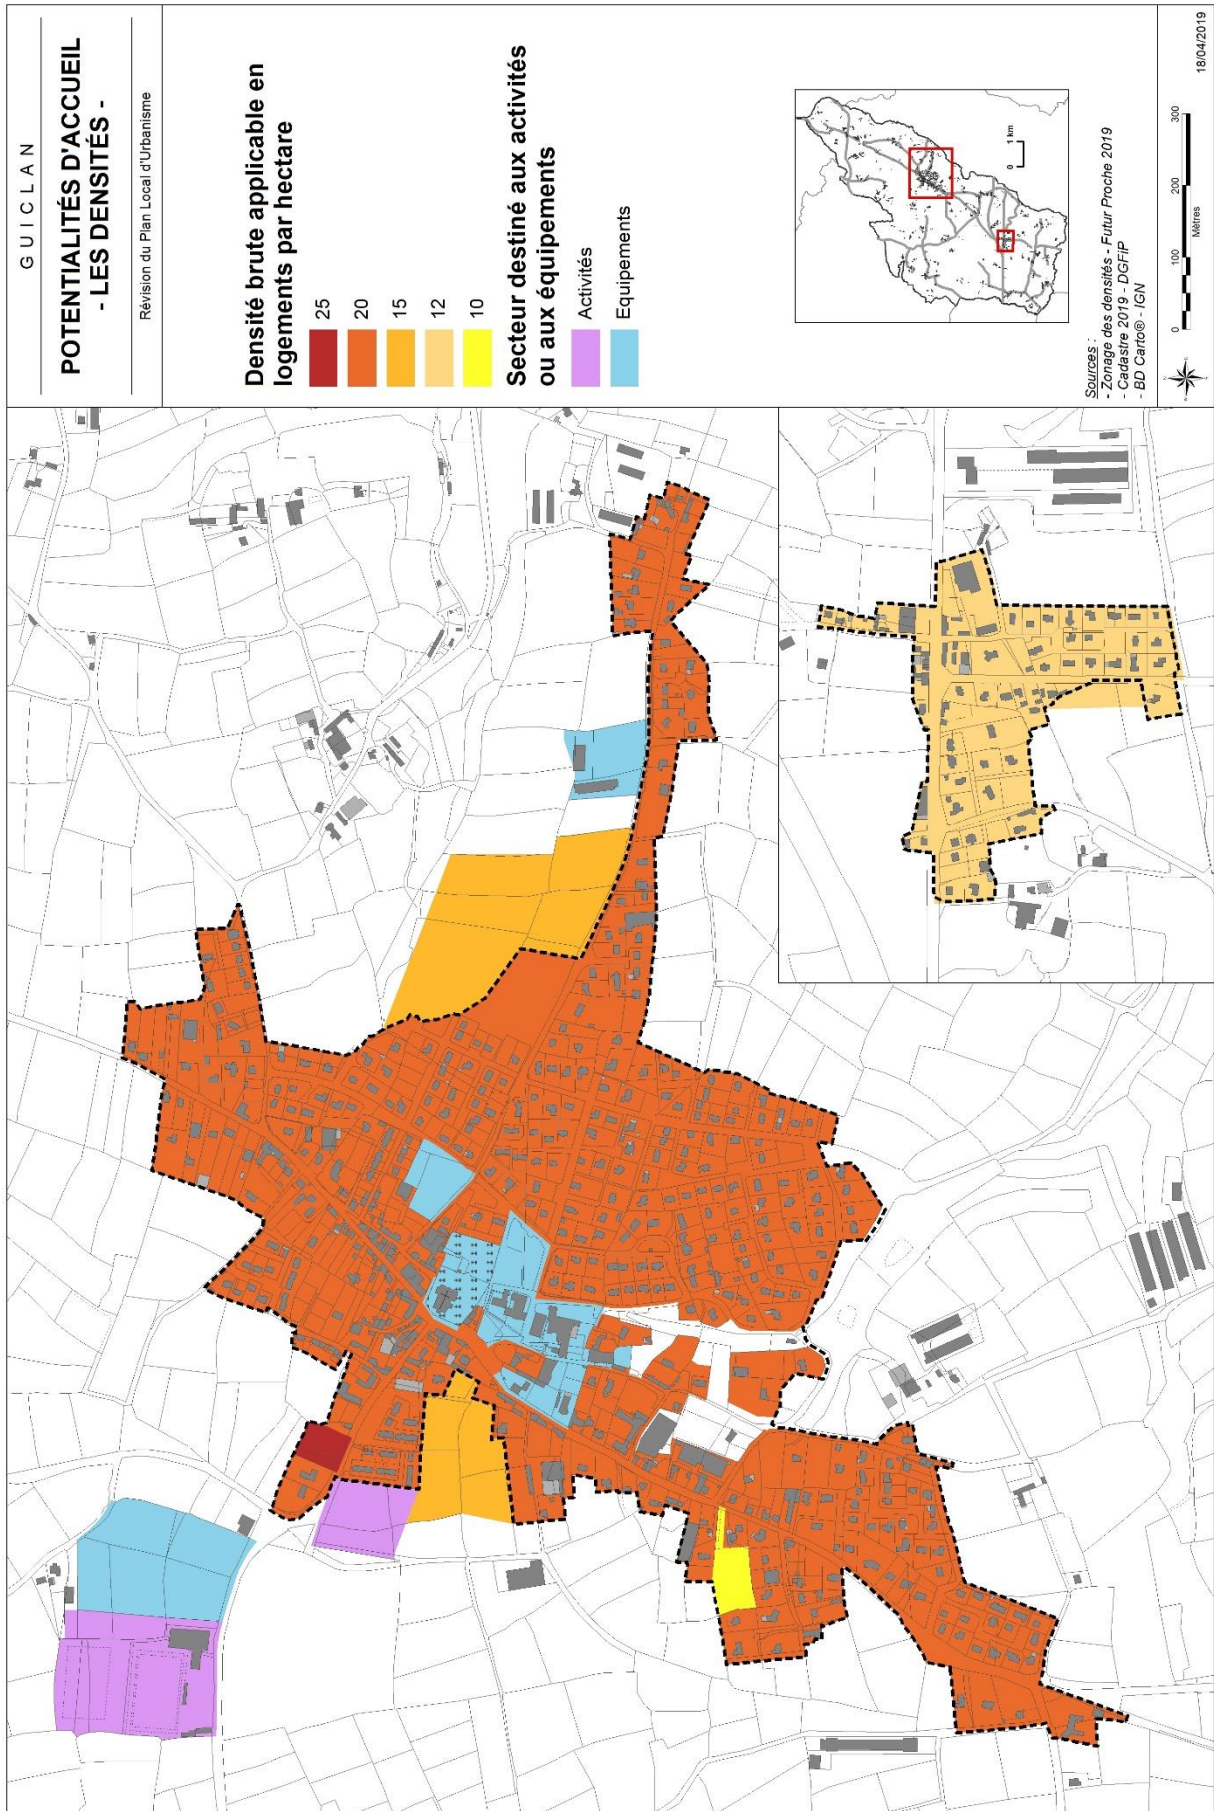 GUICLAN
POTENTIALITÉS D'ACCUEIL
- LES DENSITÉS -
Révision du Plan Local d'Urbanisme
Densité brute applicable en
logements par hectare
25
20
15
12
10
Secteur destiné aux activités
ou aux équipements
Activités
Equipements
0 1 km
Sources :
- Zonage des densités - Futur Proche 2019
- Cadastre 2019 - DGFiP
- BD Carto® - IGN
0 100 200 300
Mètres
18/04/2019